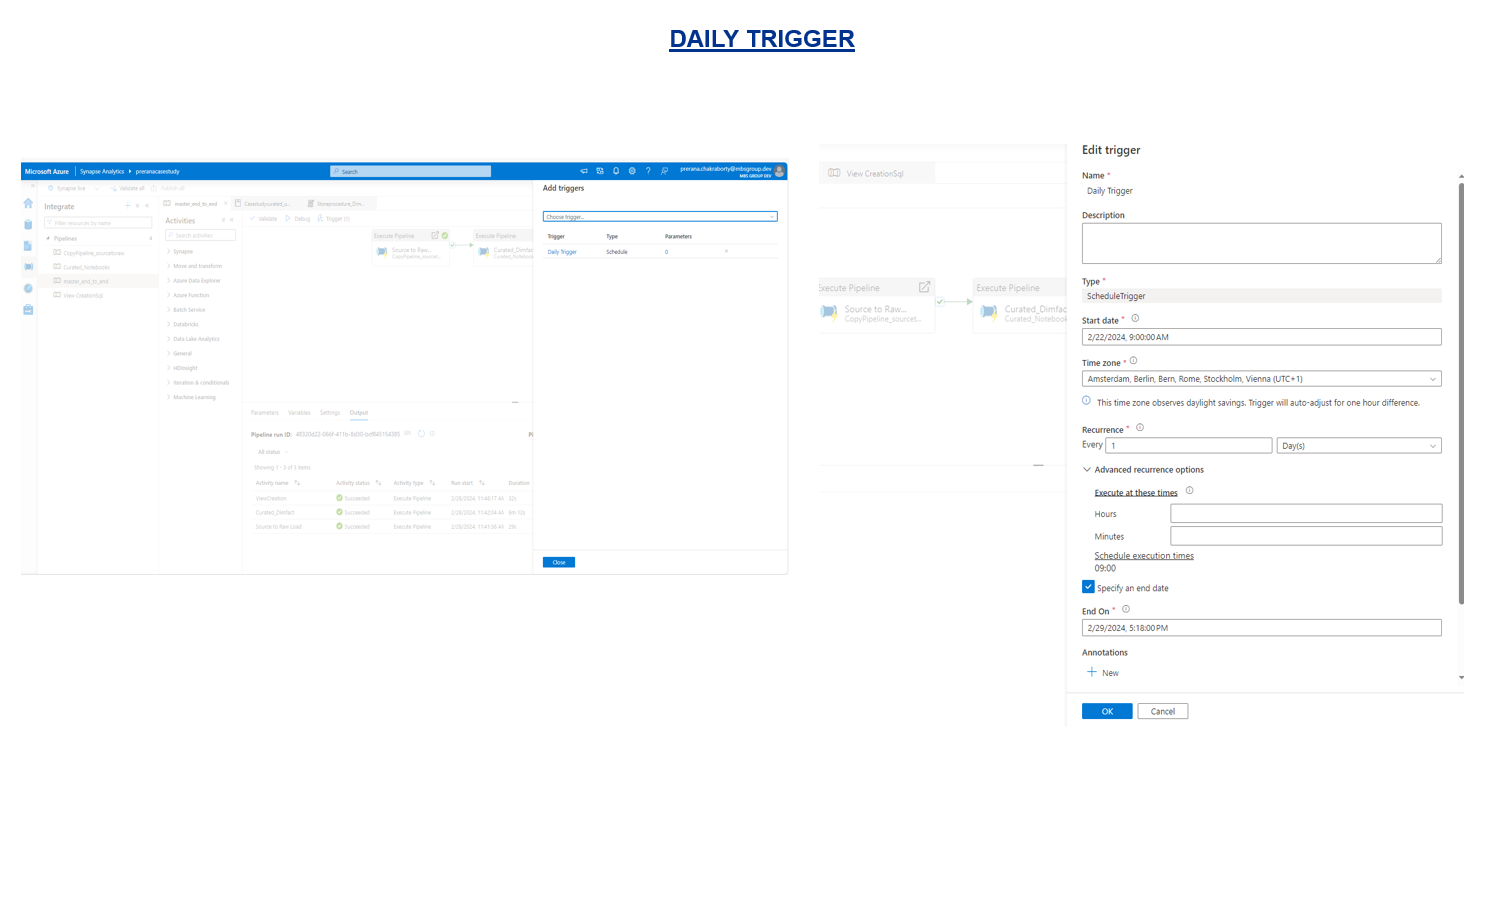 DAILY TRIGGER
Microsoft Azure | Synapse Analytics ▸ preranacasestudy
Search
prerana.chakraborty@mbsgroup.dev
MBS GROUP DEV
Synapse live
Validate all
Publish all
Integrate
Filter resources by name
Pipelines 4
CopyPipeline_sourcetoraw
Curated_Notebooks
master_end_to_end
View CreationSql
master_end_to_end
Casestudycurated_u...
Storeprocedure_Dim...
Activities
Search activities
Synapse
Move and transform
Azure Data Explorer
Azure Function
Batch Service
Databricks
Data Lake Analytics
General
HDInsight
Iteration & conditionals
Machine Learning
Validate
Debug
Trigger (1)
Execute Pipeline
Source to Raw...
CopyPipeline_sourcet...
Execute Pipeline
Curated_Dimfac
Curated_Notebook
Parameters Variables Settings Output
Pipeline run ID:
All status
Showing 1 - 3 of 3 items
Activity name Activity status Activity type Run start Duration
ViewCreation Succeeded Execute Pipeline 2/28/2024 11:48:17 AM 32s
Curated_Dimfact Succeeded Execute Pipeline 2/28/2024 11:42:04 AM 6m 12s
Source to Raw Load Succeeded Execute Pipeline 2/28/2024 11:41:36 AM 29s
Add triggers
Choose trigger...
Trigger Type Parameters
Daily Trigger Schedule 0
Close
View CreationSql
Execute Pipeline
Source to Raw...
CopyPipeline_sourcet...
Execute Pipeline
Curated_Dimfac
Curated_Notebook
Edit trigger
Name *
Daily Trigger
Description
Type *
ScheduleTrigger
Start date *
2/22/2024, 9:00:00 AM
Time zone *
Amsterdam, Berlin, Bern, Rome, Stockholm, Vienna (UTC+1)
This time zone observes daylight savings. Trigger will auto-adjust for one hour difference.
Recurrence *
Every 1 Day(s)
Advanced recurrence options
Execute at these times
Hours
Minutes
Schedule execution times
09:00
Specify an end date
End On *
2/29/2024, 5:18:00 PM
Annotations
New
OK Cancel